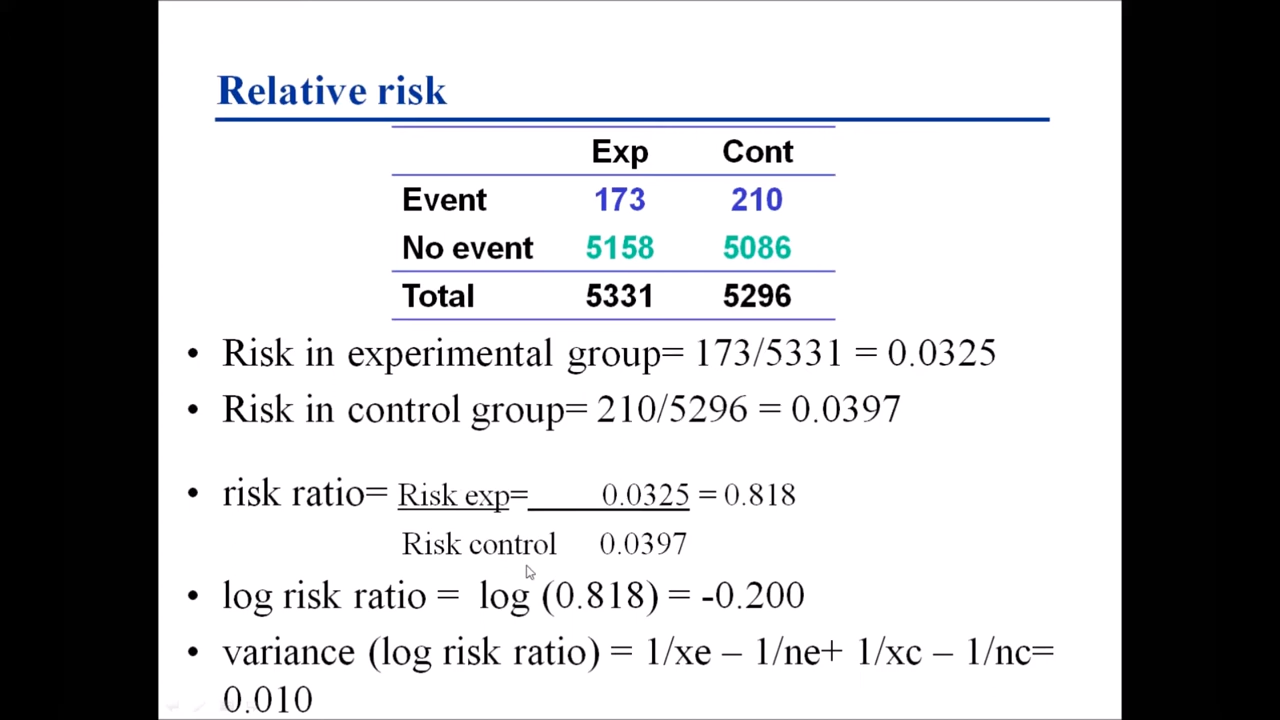 Relative risk
Exp Cont
Event 173 210
No event 5158 5086
Total 5331 5296
• Risk in experimental group= 173/5331 = 0.0325
• Risk in control group= 210/5296 = 0.0397
• risk ratio= Risk exp= 0.0325 = 0.818
Risk control 0.0397
• log risk ratio = log (0.818) = -0.200
• variance (log risk ratio) = 1/xe – 1/ne+ 1/xc – 1/nc=
0.010